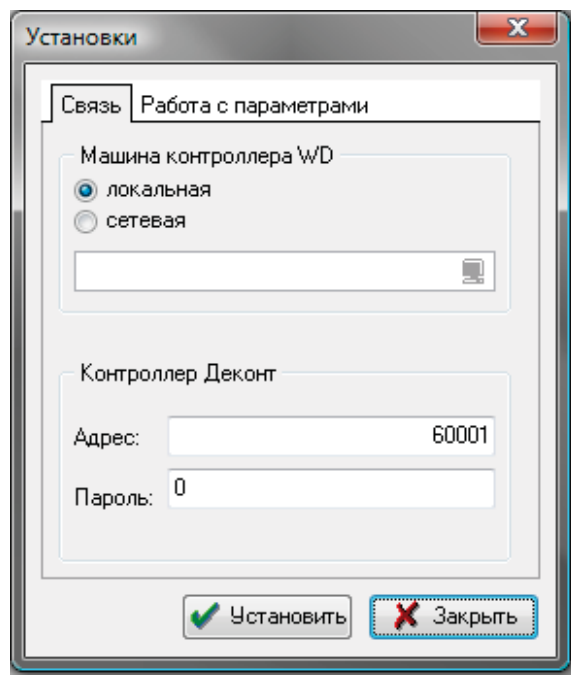 Установки
Связь Работа с параметрами
Машина контроллера WD
локальная
сетевая
Контроллер Деконт
Адрес: 60001
Пароль: 0
Установить Закрыть